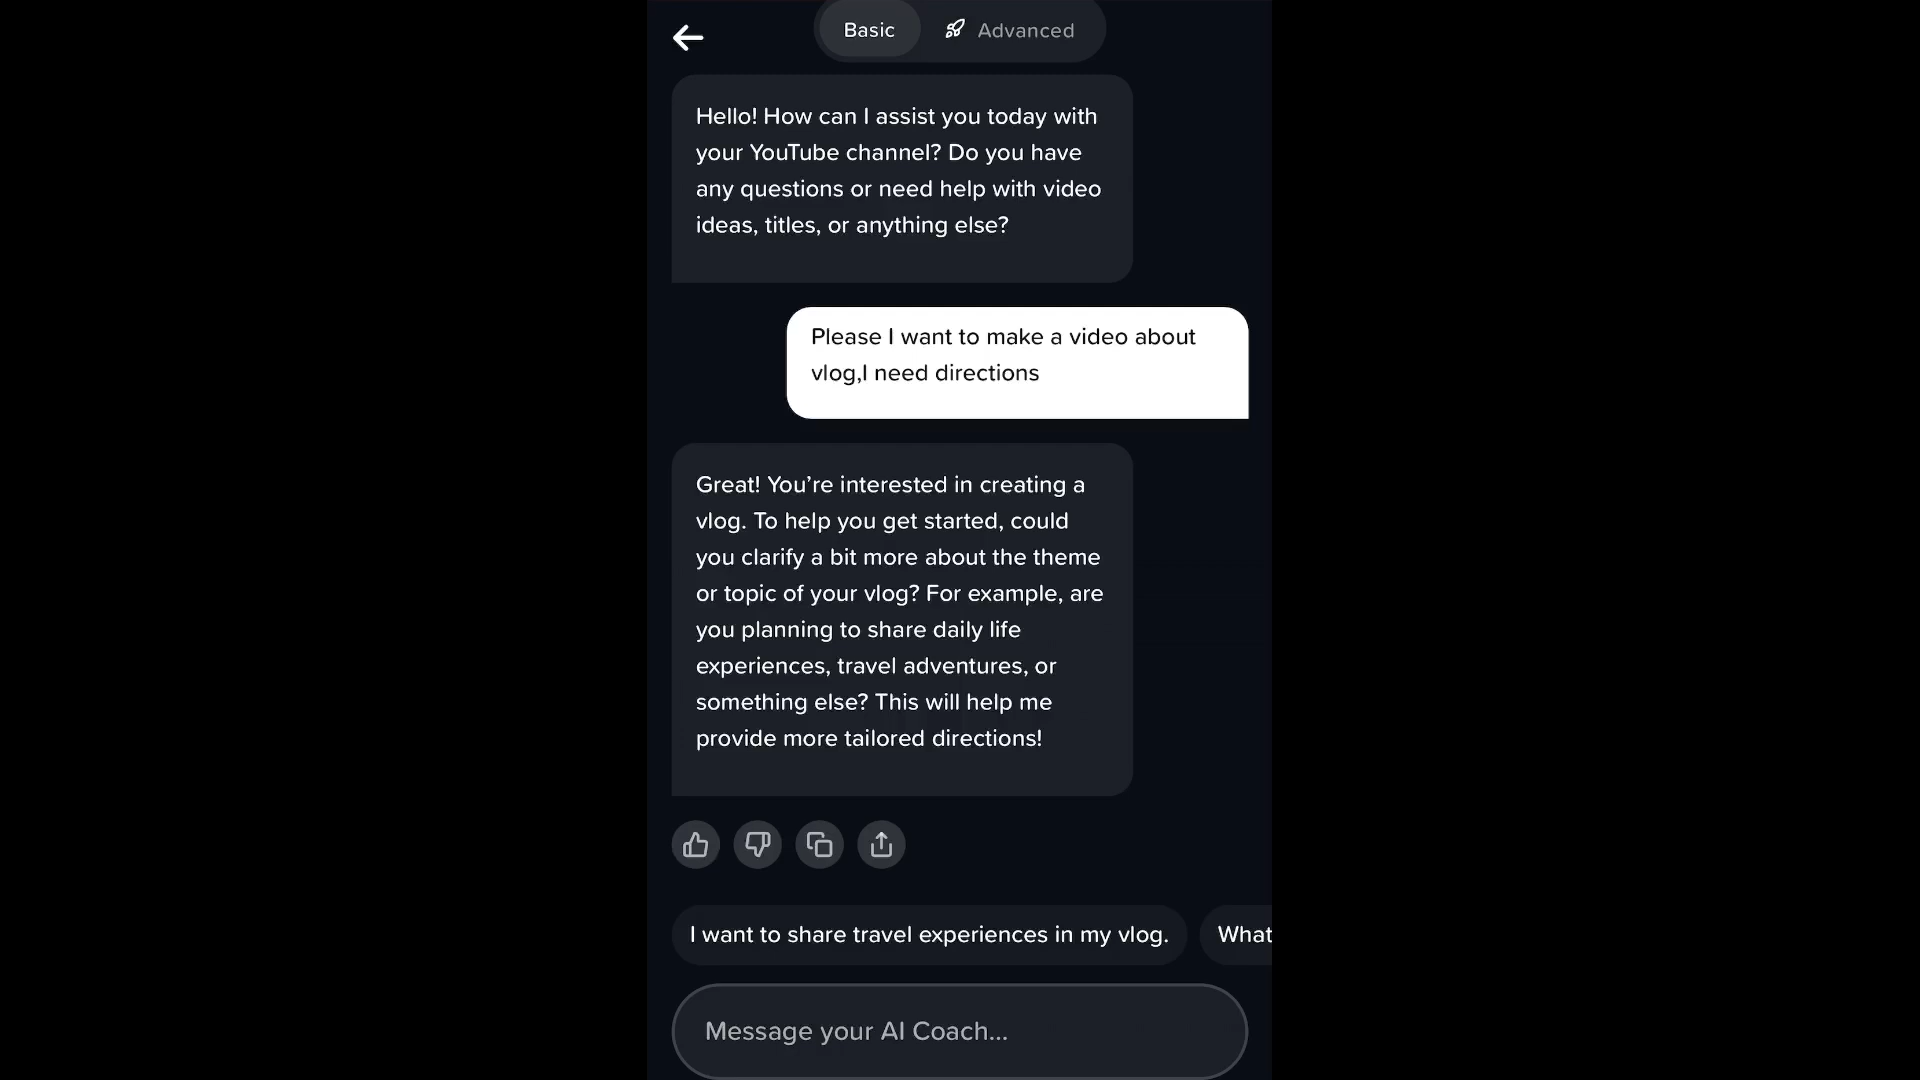 Basic
Advanced
Hello! How can I assist you today with
your YouTube channel? Do you have
any questions or need help with video
ideas, titles, or anything else?
Please I want to make a video about
vlog,I need directions
Great! You’re interested in creating a
vlog. To help you get started, could
you clarify a bit more about the theme
or topic of your vlog? For example, are
you planning to share daily life
experiences, travel adventures, or
something else? This will help me
provide more tailored directions!
I want to share travel experiences in my vlog.
What
Message your AI Coach...